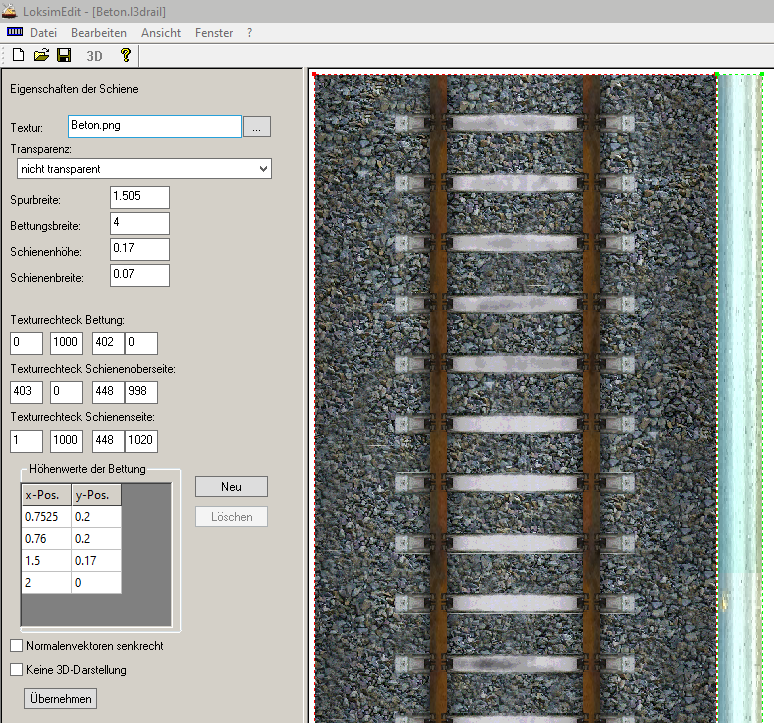 LoksimEdit - [Beton.l3drail]
Datei Bearbeiten Ansicht Fenster ?
3D ?
Eigenschaften der Schiene
Textur: Beton.png ...
Transparenz:
nicht transparent
Spurbreite: 1.505
Bettungsbreite: 4
Schienenhöhe: 0.17
Schienenbreite: 0.07
Texturrechteck Bettung:
0 1000 402 0
Texturrechteck Schienenoberseite:
403 0 448 998
Texturrechteck Schienenseite:
1 1000 448 1020
Höhenwerte der Bettung
x-Pos. y-Pos.
0.7525 0.2
0.76 0.2
1.5 0.17
2 0
Neu
Löschen
Normalenvektoren senkrecht
Keine 3D-Darstellung
Übernehmen